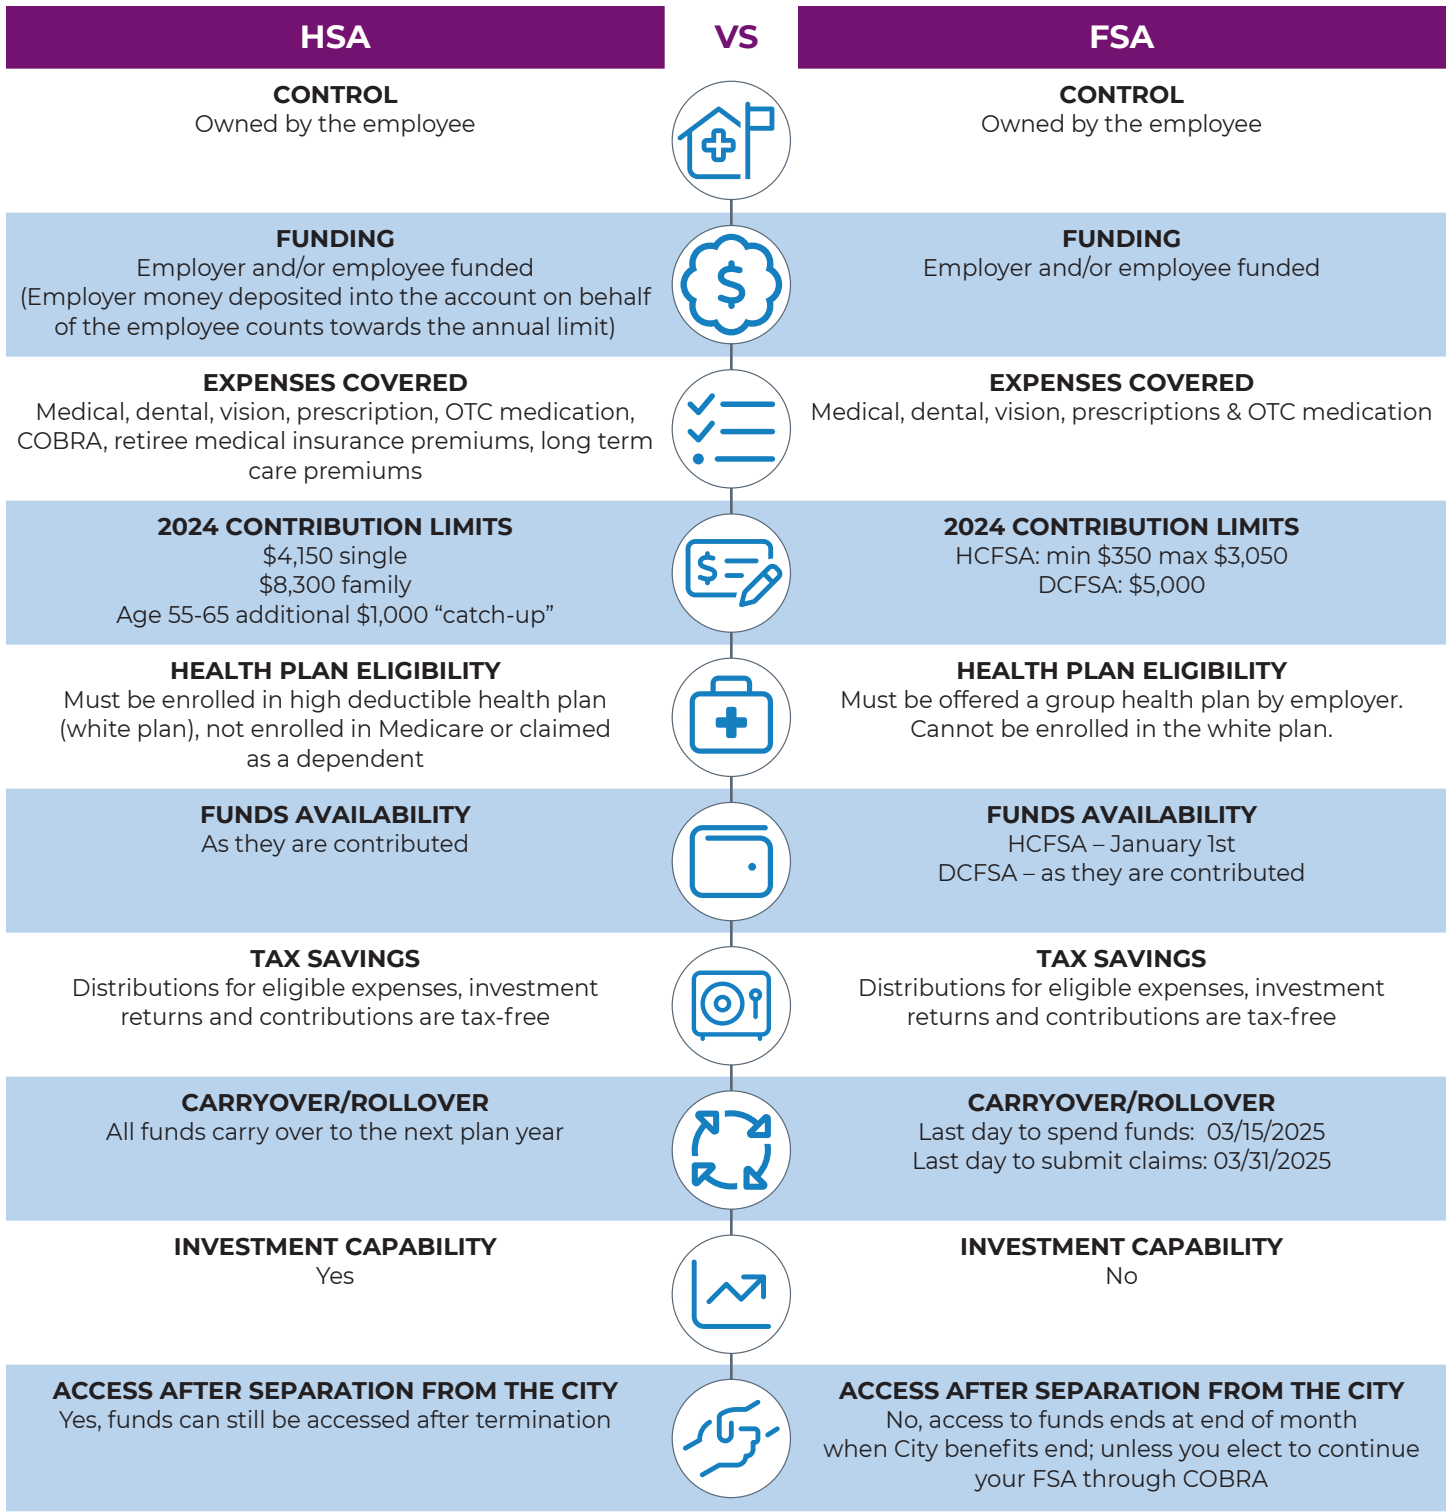 HSA
VS
FSA
CONTROL
Owned by the employee
CONTROL
Owned by the employee
FUNDING
Employer and/or employee funded
(Employer money deposited into the account on behalf
of the employee counts towards the annual limit)
FUNDING
Employer and/or employee funded
$
EXPENSES COVERED
Medical, dental, vision, prescription, OTC medication,
COBRA, retiree medical insurance premiums, long term
care premiums
EXPENSES COVERED
Medical, dental, vision, prescriptions & OTC medication
2024 CONTRIBUTION LIMITS
$4,150 single
$8,300 family
Age 55-65 additional $1,000 “catch-up”
$
2024 CONTRIBUTION LIMITS
HCFSA: min $350 max $3,050
DCFSA: $5,000
HEALTH PLAN ELIGIBILITY
Must be enrolled in high deductible health plan
(white plan), not enrolled in Medicare or claimed
as a dependent
HEALTH PLAN ELIGIBILITY
Must be offered a group health plan by employer.
Cannot be enrolled in the white plan.
FUNDS AVAILABILITY
As they are contributed
FUNDS AVAILABILITY
HCFSA – January 1st
DCFSA – as they are contributed
TAX SAVINGS
Distributions for eligible expenses, investment
returns and contributions are tax-free
TAX SAVINGS
Distributions for eligible expenses, investment
returns and contributions are tax-free
CARRYOVER/ROLLOVER
All funds carry over to the next plan year
CARRYOVER/ROLLOVER
Last day to spend funds: 03/15/2025
Last day to submit claims: 03/31/2025
INVESTMENT CAPABILITY
Yes
INVESTMENT CAPABILITY
No
ACCESS AFTER SEPARATION FROM THE CITY
Yes, funds can still be accessed after termination
ACCESS AFTER SEPARATION FROM THE CITY
No, access to funds ends at end of month
when City benefits end; unless you elect to continue
your FSA through COBRA